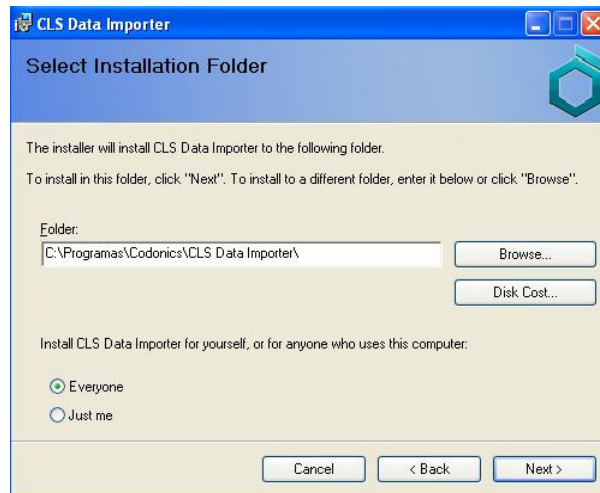 CLS Data Importer
Select Installation Folder
The installer will install CLS Data Importer to the following folder.
To install in this folder, click "Next". To install to a different folder, enter it below or click "Browse".
Folder:
C:\Programas\Codonics\CLS Data Importer\
Browse...
Disk Cost...
Install CLS Data Importer for yourself, or for anyone who uses this computer:
Everyone
Just me
Cancel
< Back
Next >